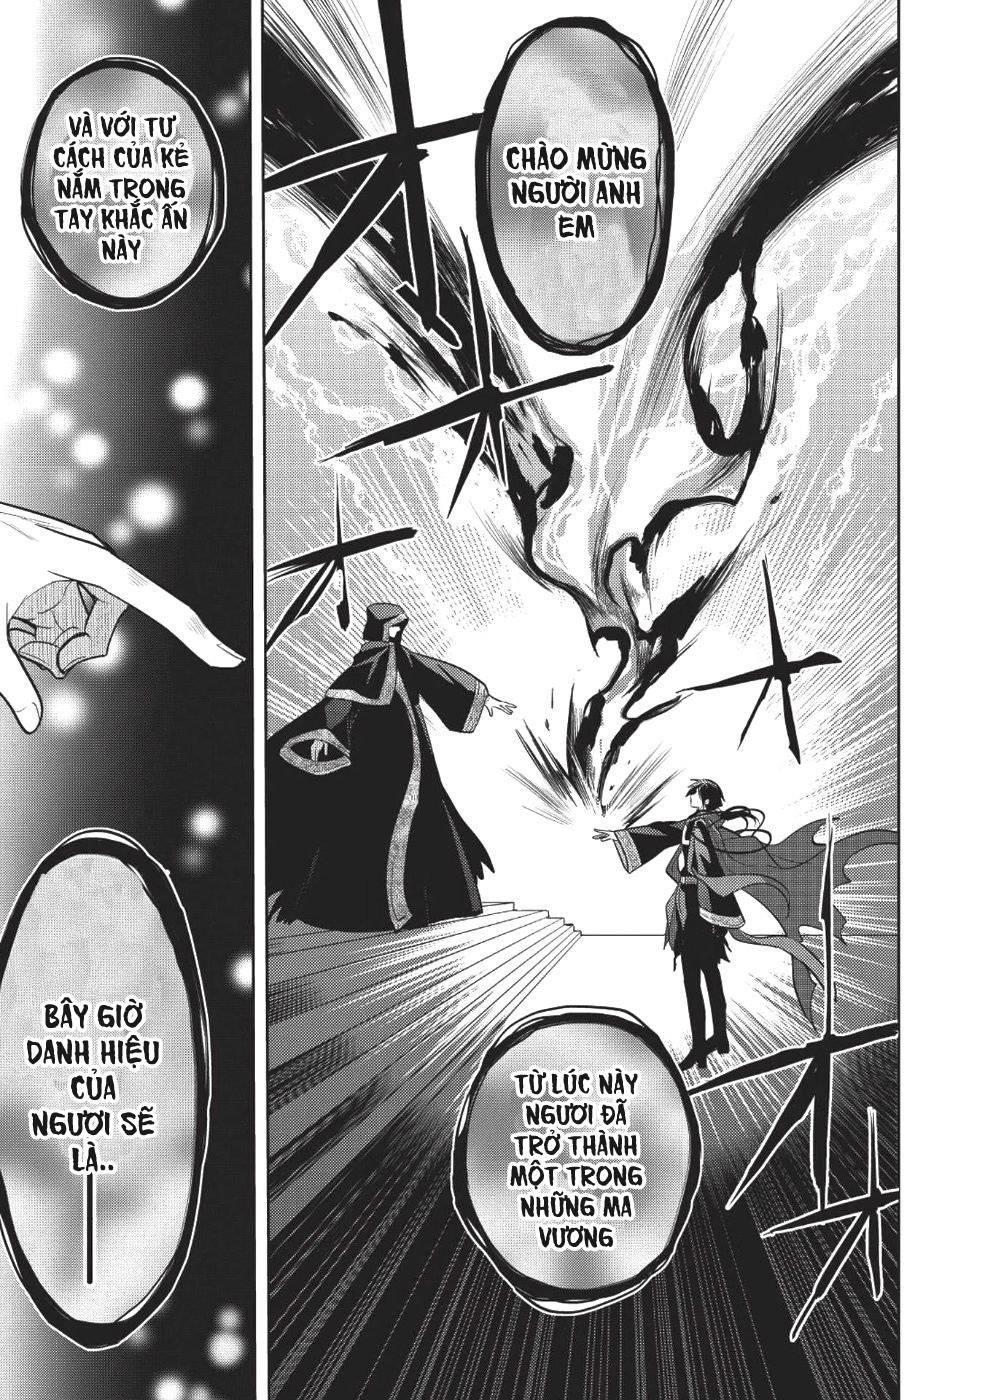 CHÀO MỪNG
NGƯỜI ANH
EM
TỪ LÚC NÀY
NGƯƠI ĐÃ
TRỞ THÀNH
MỘT TRONG
NHỮNG MA
VƯƠNG
VÀ VỚI TƯ
CÁCH CỦA KẺ
NẮM TRONG
TAY KHẮC ẤN
NÀY
BÂY GIỜ
DANH HIỆU
CỦA
NGƯƠI SẼ
LÀ..